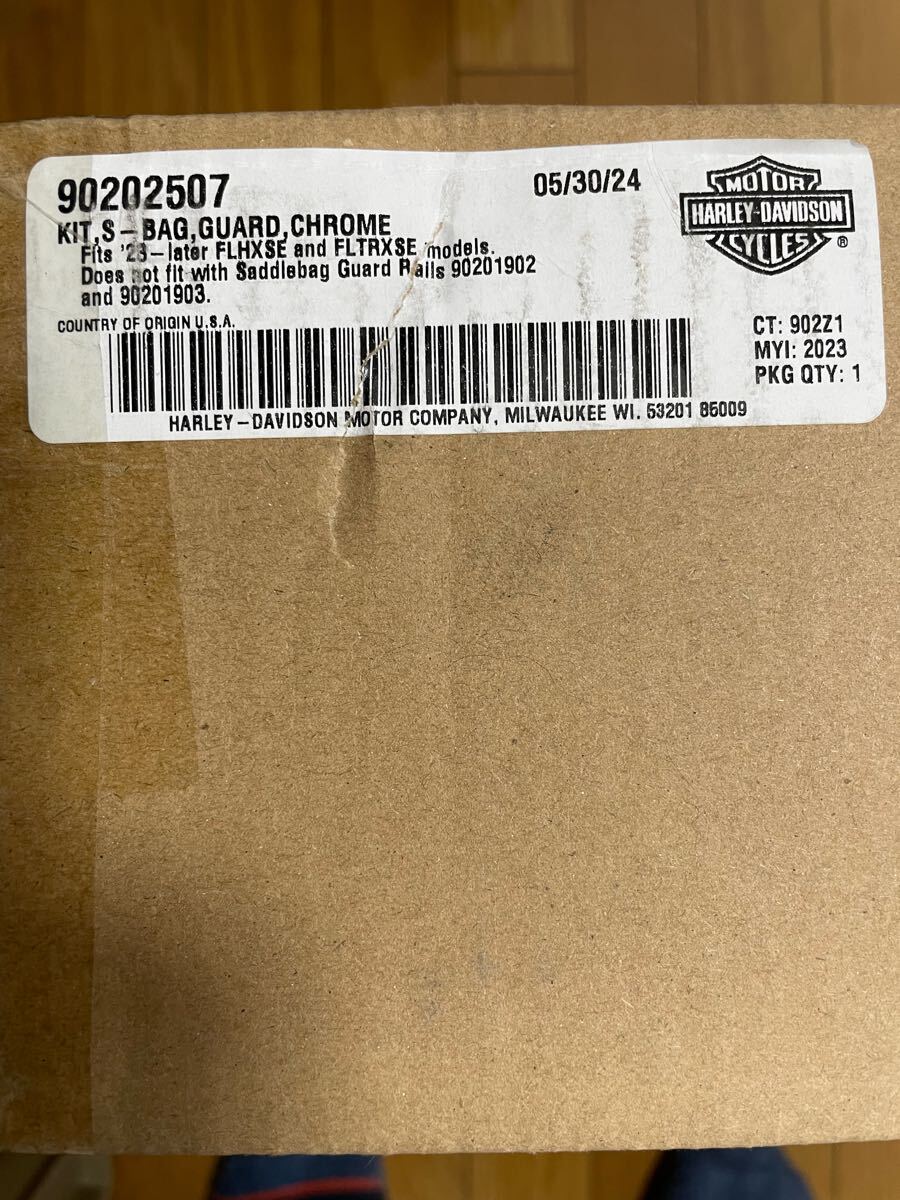 90202507
05/30/24
KIT,S-BAG,GUARD,CHROME
Fits '23-later FLHXSE and FLTRXSE models.
Does not fit with Saddlebag Guard Rails 90201902
and 90201903.
COUNTRY OF ORIGIN U.S.A.
MOTOR
HARLEY-DAVIDSON
CYCLES
®
CT: 902Z1
MYI: 2023
PKG QTY: 1
HARLEY-DAVIDSON MOTOR COMPANY, MILWAUKEE WI. 53201 85009